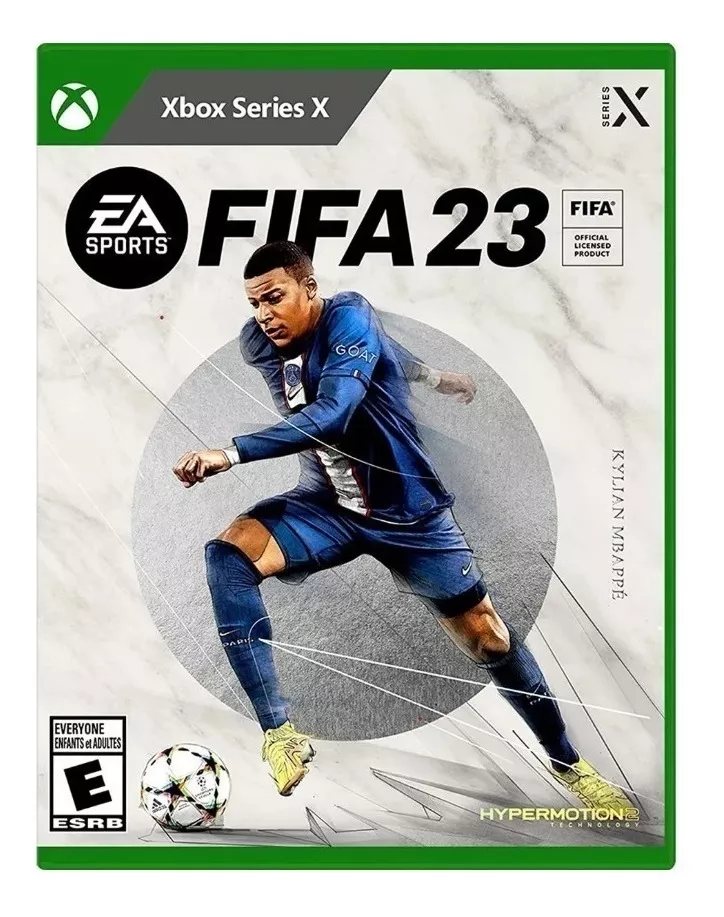 Xbox Series X
SERIES X
EA
SPORTS
FIFA 23
FIFA
OFFICIAL
LICENSED
PRODUCT
GOAT
KYLIAN MBAPPÉ
PARIS
EVERYONE
ENFANTS et ADULTES
E
ESRB
HYPERMOTION2
TECHNOLOGY